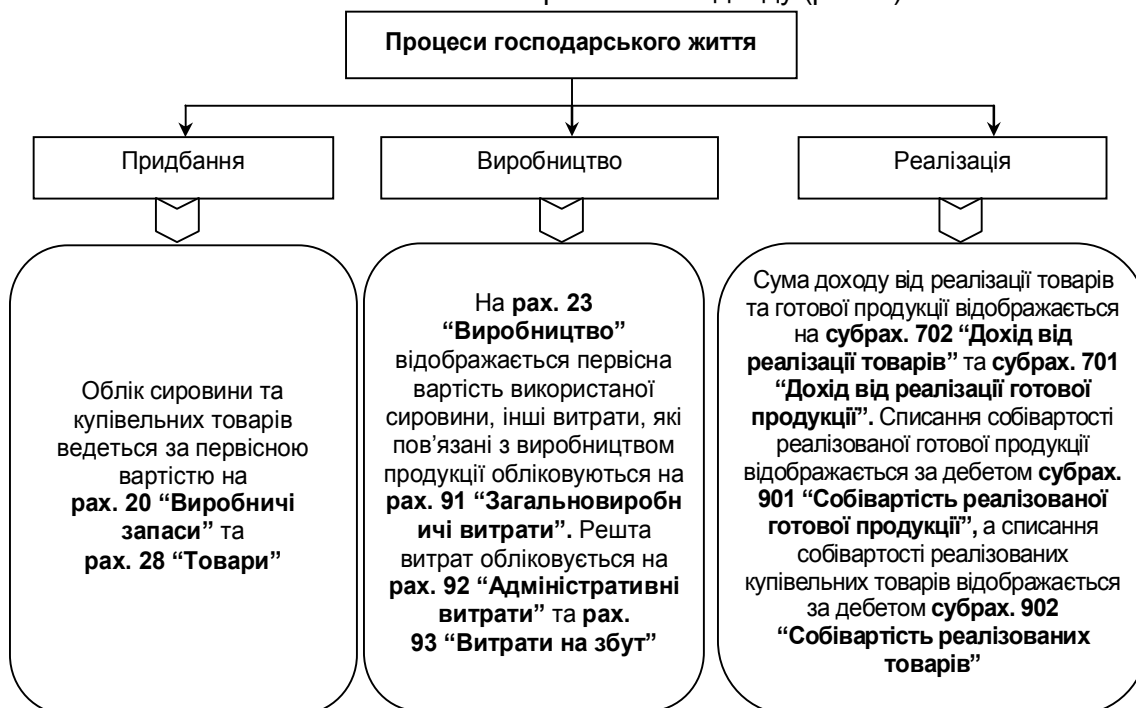 Процеси господарського життя
Придбання
Виробництво
Реалізація
Облік сировини та
купівельних товарів
ведеться за первісною
вартістю на
рах. 20 “Виробничі
запаси” та
рах. 28 “Товари”
На рах. 23
“Виробництво”
відображається первісна
вартість використаної
сировини, інші витрати, які
пов’язані з виробництвом
продукції обліковуються на
рах. 91 “Загальновиробн
ичі витрати”. Решта
витрат обліковується на
рах. 92 “Адміністративні
витрати” та рах.
93 “Витрати на збут”
Сума доходу від реалізації товарів
та готової продукції відображається
на субрах. 702 “Дохід від
реалізації товарів” та субрах. 701
“Дохід від реалізації готової
продукції”. Списання собівартості
реалізованої готової продукції
відображається за дебетом субрах.
901 “Собівартість реалізованої
готової продукції”, а списання
собівартості реалізованих
купівельних товарів відображається
за дебетом субрах. 902
“Собівартість реалізованих
товарів”